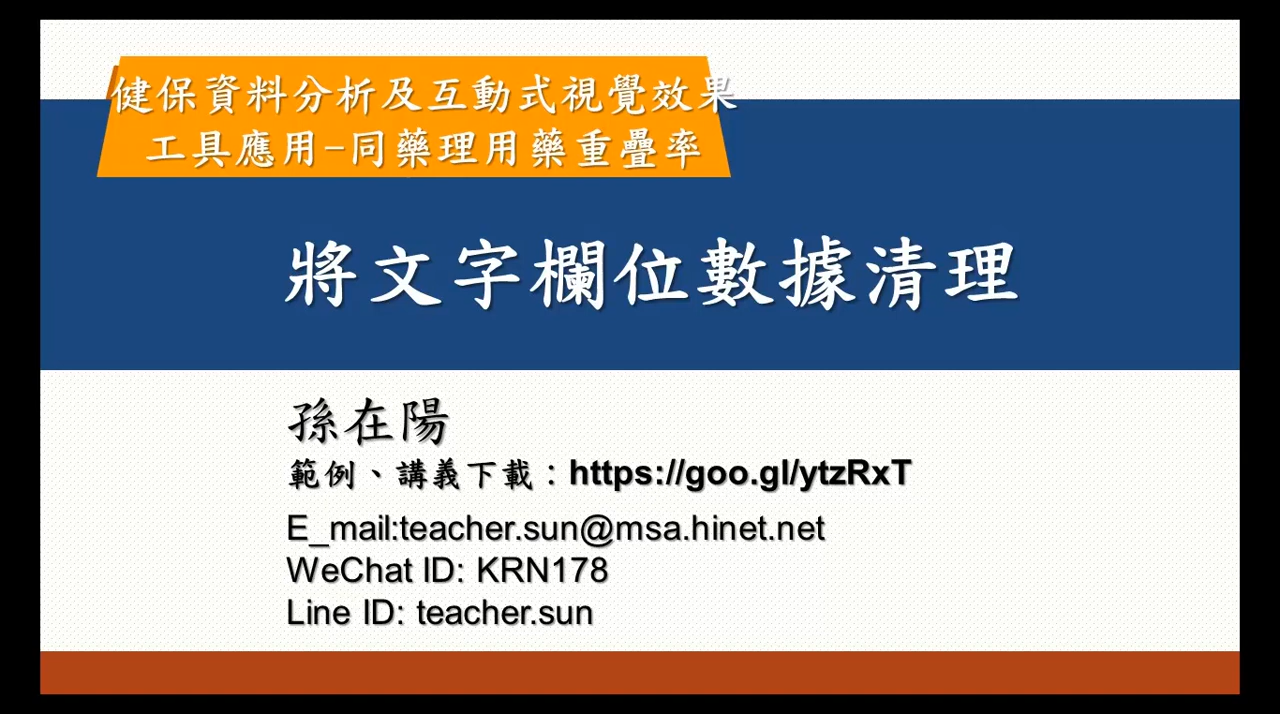 健保資料分析及互動式視覺效果
工具應用-同藥理用藥重疊率
將文字欄位數據清理
孫在陽
範例、講義下載：https://goo.gl/ytzRxT
E_mail:teacher.sun@msa.hinet.net
WeChat ID: KRN178
Line ID: teacher.sun